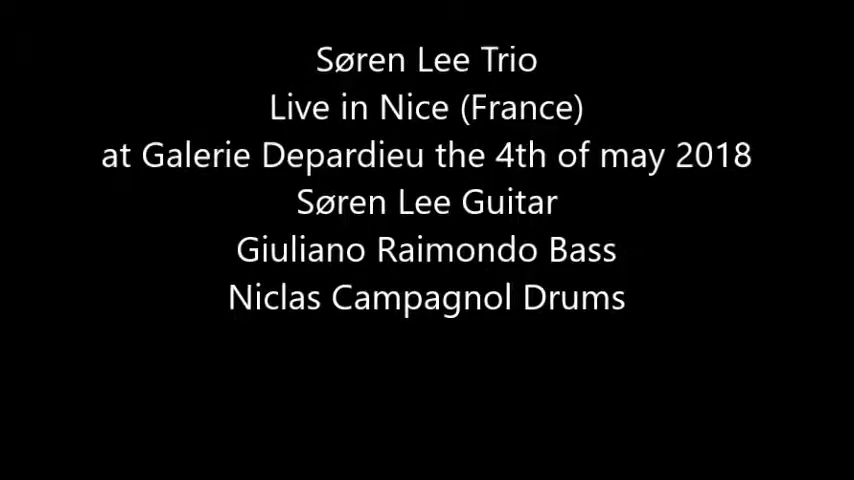 Søren Lee Trio
Live in Nice (France)
at Galerie Depardieu the 4th of may 2018
Søren Lee Guitar
Giuliano Raimondo Bass
Niclas Campagnol Drums